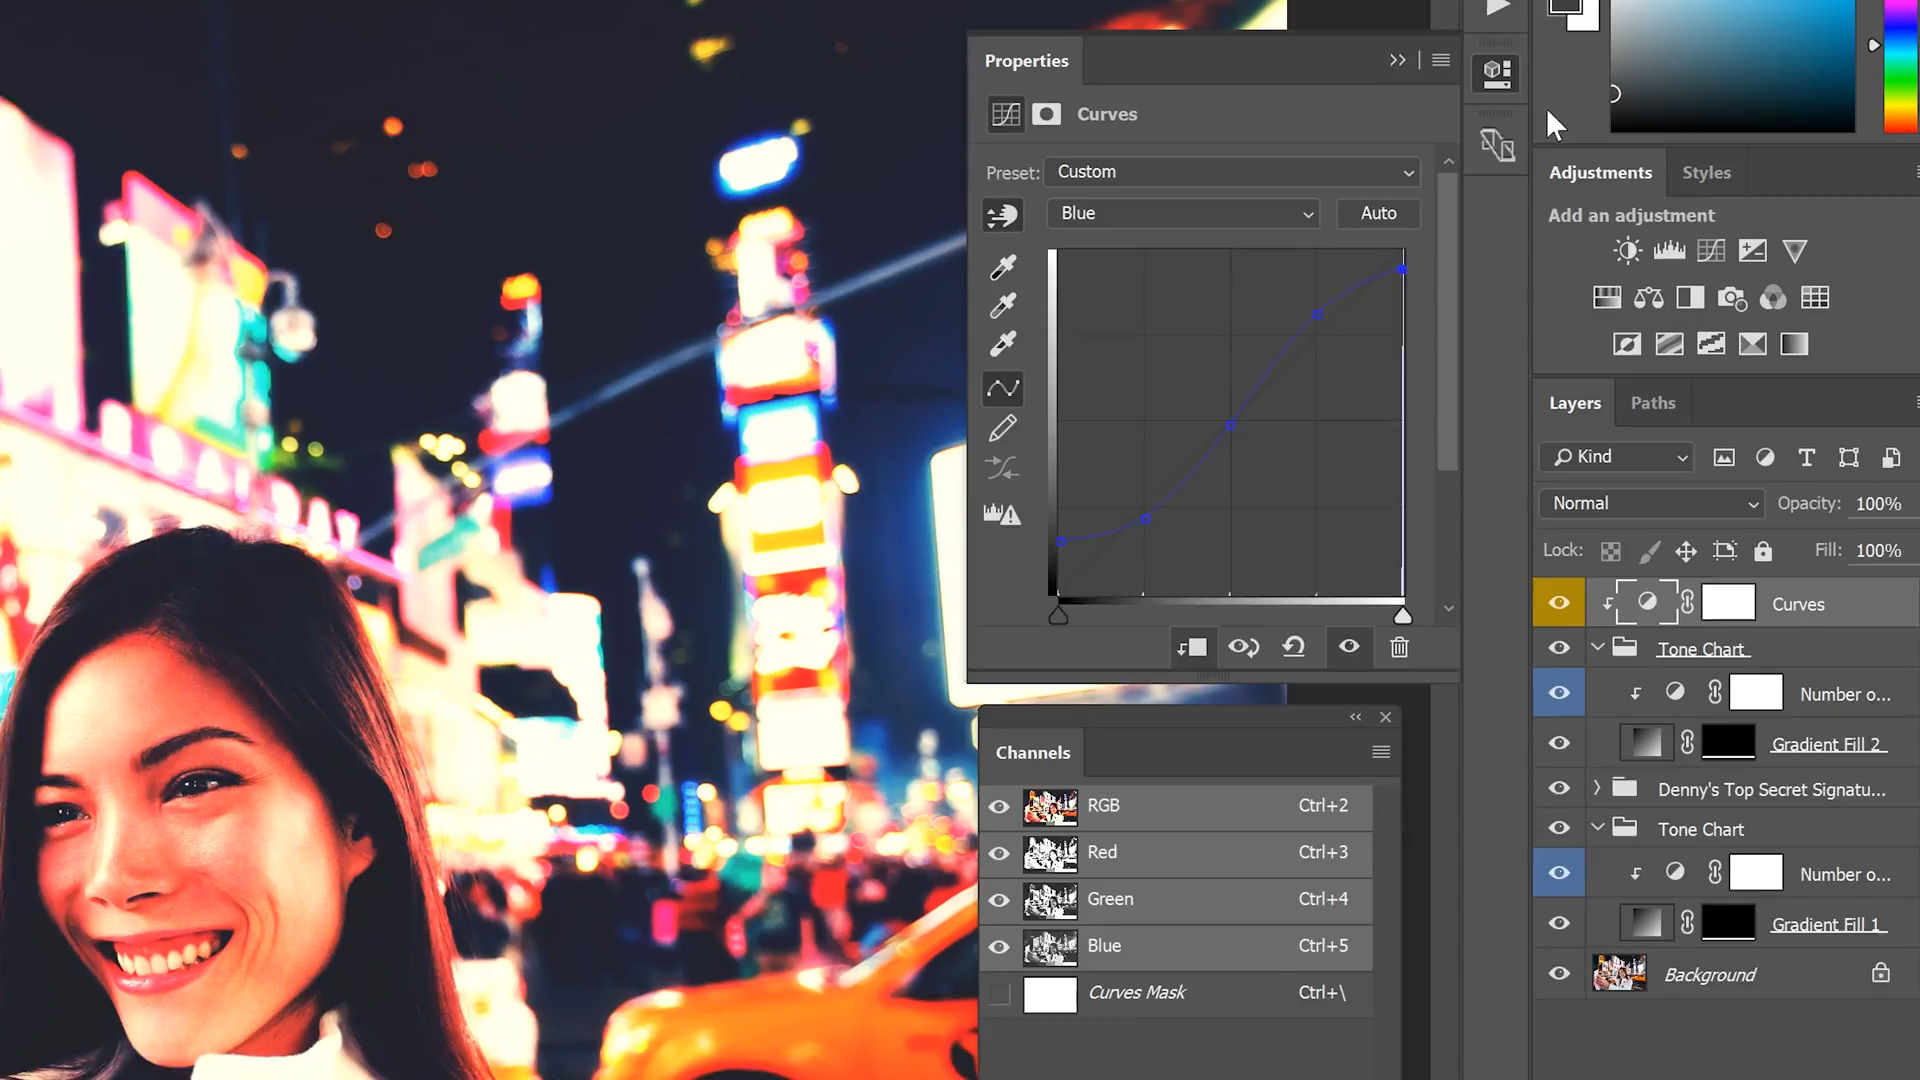 Properties
Curves
Preset: Custom
Blue
Auto
Channels
RGB Ctrl+2
Red Ctrl+3
Green Ctrl+4
Blue Ctrl+5
Curves Mask Ctrl+\
Adjustments Styles
Add an adjustment
Layers Paths
Kind
Normal Opacity: 100%
Lock: Fill: 100%
Curves
Tone Chart
Number o...
Gradient Fill 2
Denny's Top Secret Signatu...
Tone Chart
Number o...
Gradient Fill 1
Background